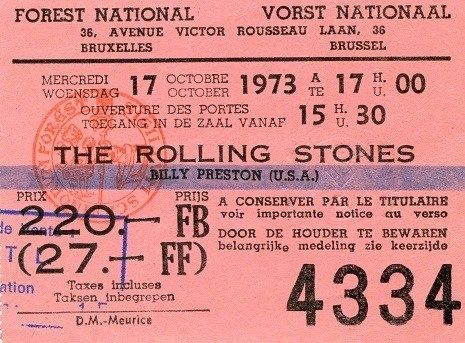 FOREST NATIONAL VORST NATIONAAL
36, AVENUE VICTOR ROUSSEAU LAAN, 36
BRUXELLES BRUSSEL
MERCREDI 17 OCTOBRE 1973 A 17 H. 00
WOENSDAG OCTOBER TE U.
OUVERTURE DES PORTES 15 H. 30
TOEGANG IN DE ZAAL VANAF U.
THE ROLLING STONES
BILLY PRESTON (U.S.A.)
PRIX PRIJS
220.— FB
(27.— FF)
Taxes incluses
Taksen inbegrepen
D.M.-Meurice
A CONSERVER PAR LE TITULAIRE
voir importante notice au verso
DOOR DE HOUDER TE BEWAREN
belangrijke medeling zie keerzijde
4334